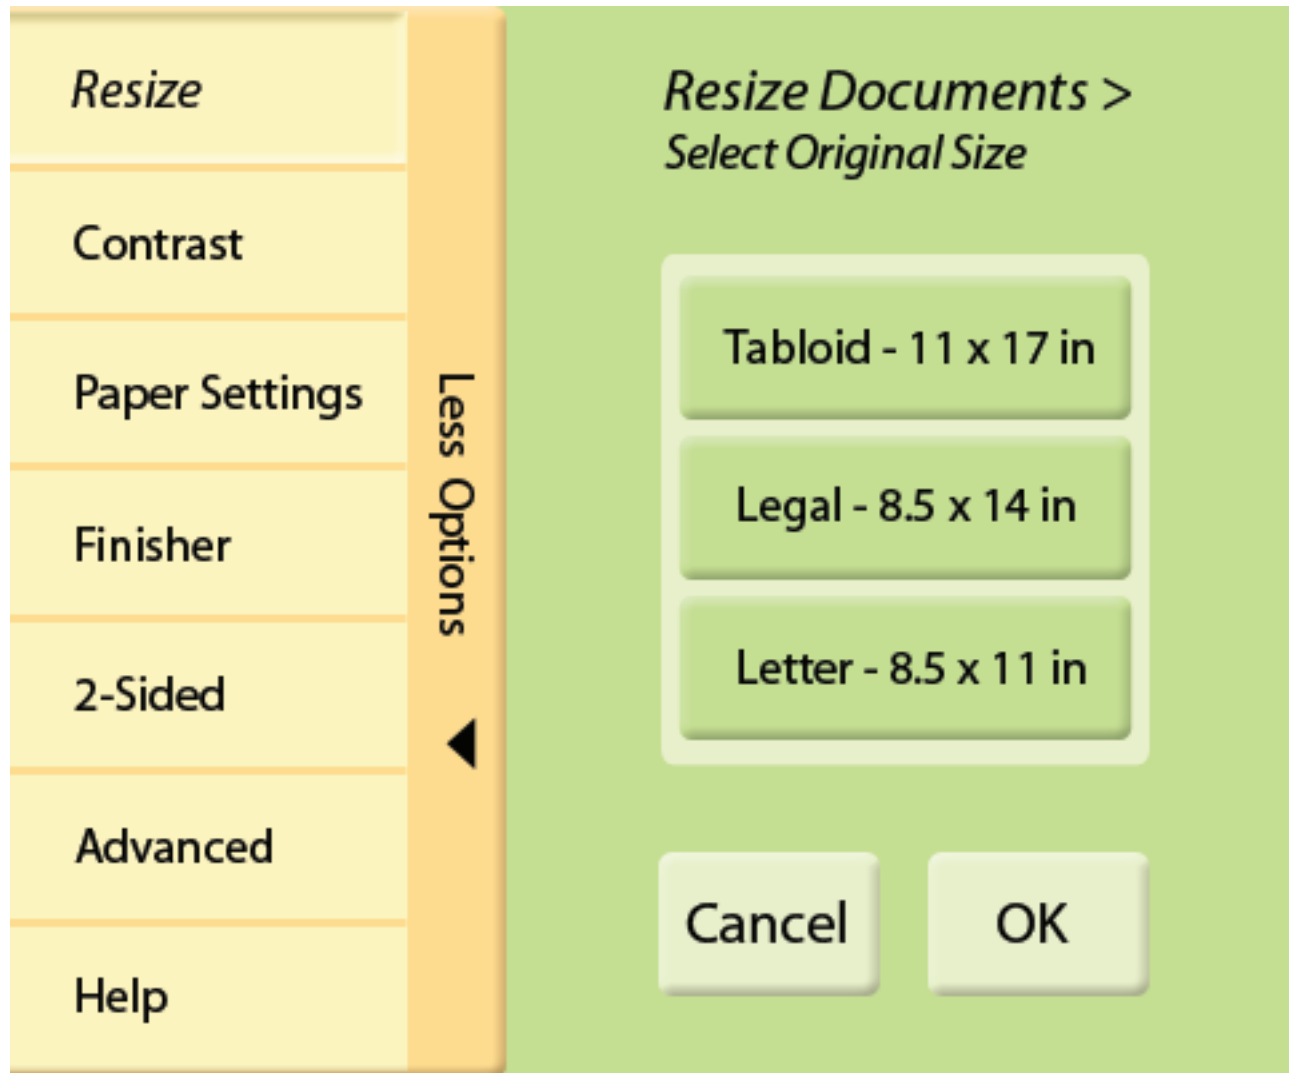 Resize
Contrast
Paper Settings
Finisher
2-Sided
Advanced
Help
Less Options
Resize Documents >
Select Original Size
Tabloid - 11 x 17 in
Legal - 8.5 x 14 in
Letter - 8.5 x 11 in
Cancel
OK